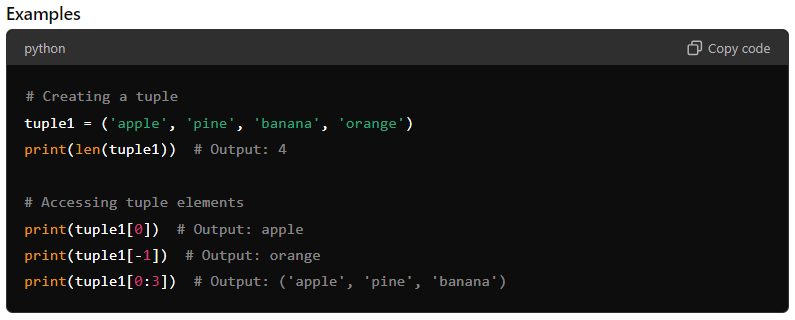 Examples
python
Copy code
# Creating a tuple
tuple1 = ('apple', 'pine', 'banana', 'orange')
print(len(tuple1))  # Output: 4
# Accessing tuple elements
print(tuple1[0])  # Output: apple
print(tuple1[-1])  # Output: orange
print(tuple1[0:3])  # Output: ('apple', 'pine', 'banana')